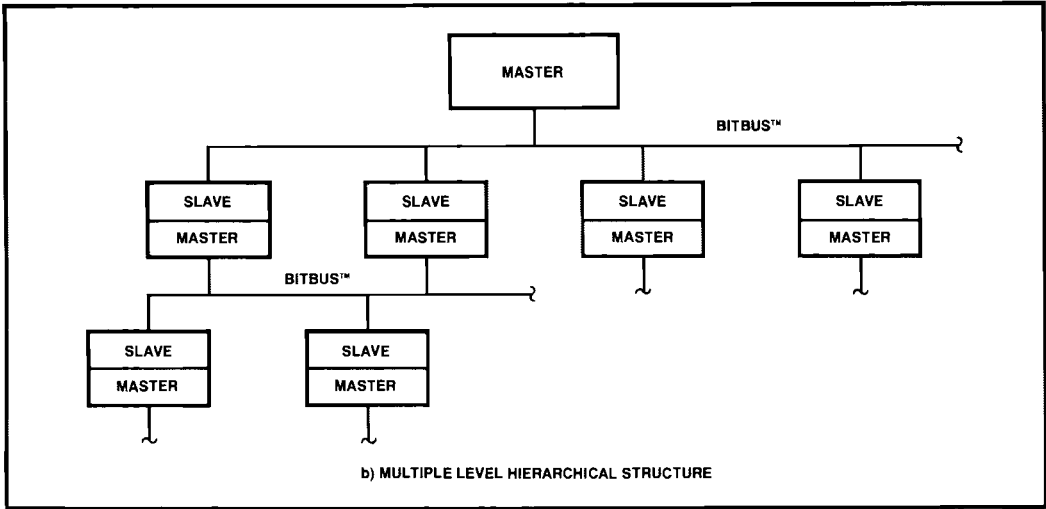 MASTER
BITBUS™
SLAVE SLAVE SLAVE SLAVE
MASTER MASTER MASTER MASTER
BITBUS™
SLAVE SLAVE
MASTER MASTER
b) MULTIPLE LEVEL HIERARCHICAL STRUCTURE